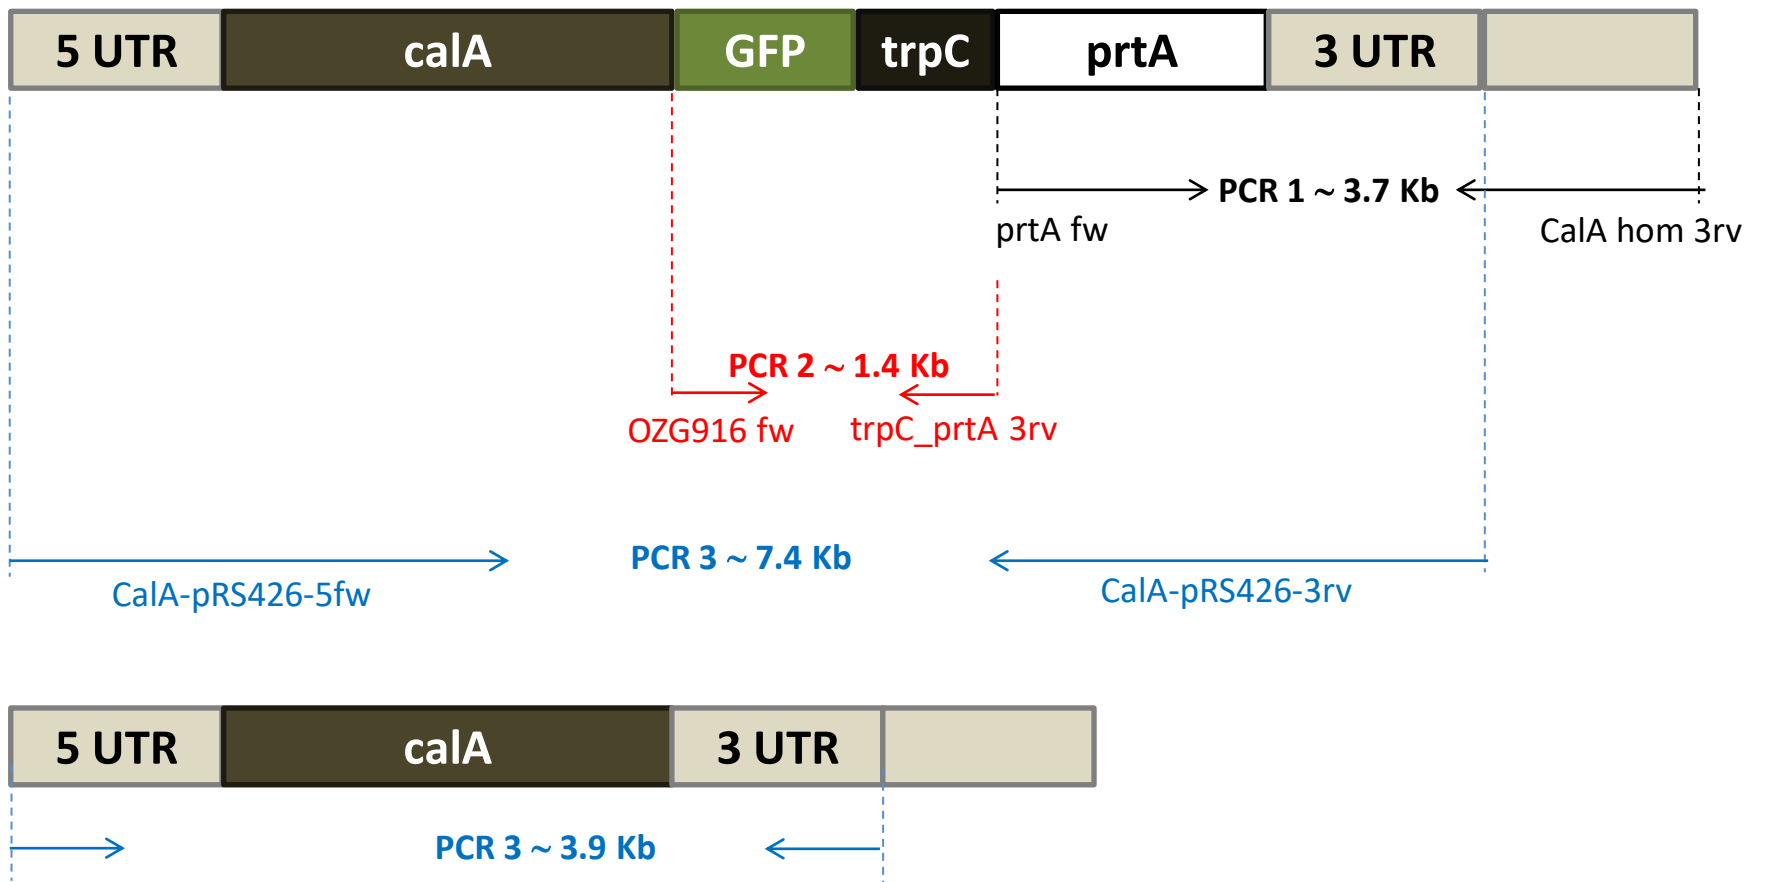 5 UTR calA GFP trpC prtA 3 UTR
PCR 1 ~ 3.7 Kb
prtA fw CalA hom 3rv
PCR 2 ~ 1.4 Kb
OZG916 fw trpC_prtA 3rv
PCR 3 ~ 7.4 Kb
CalA-pRS426-5fw CalA-pRS426-3rv
5 UTR calA 3 UTR
PCR 3 ~ 3.9 Kb